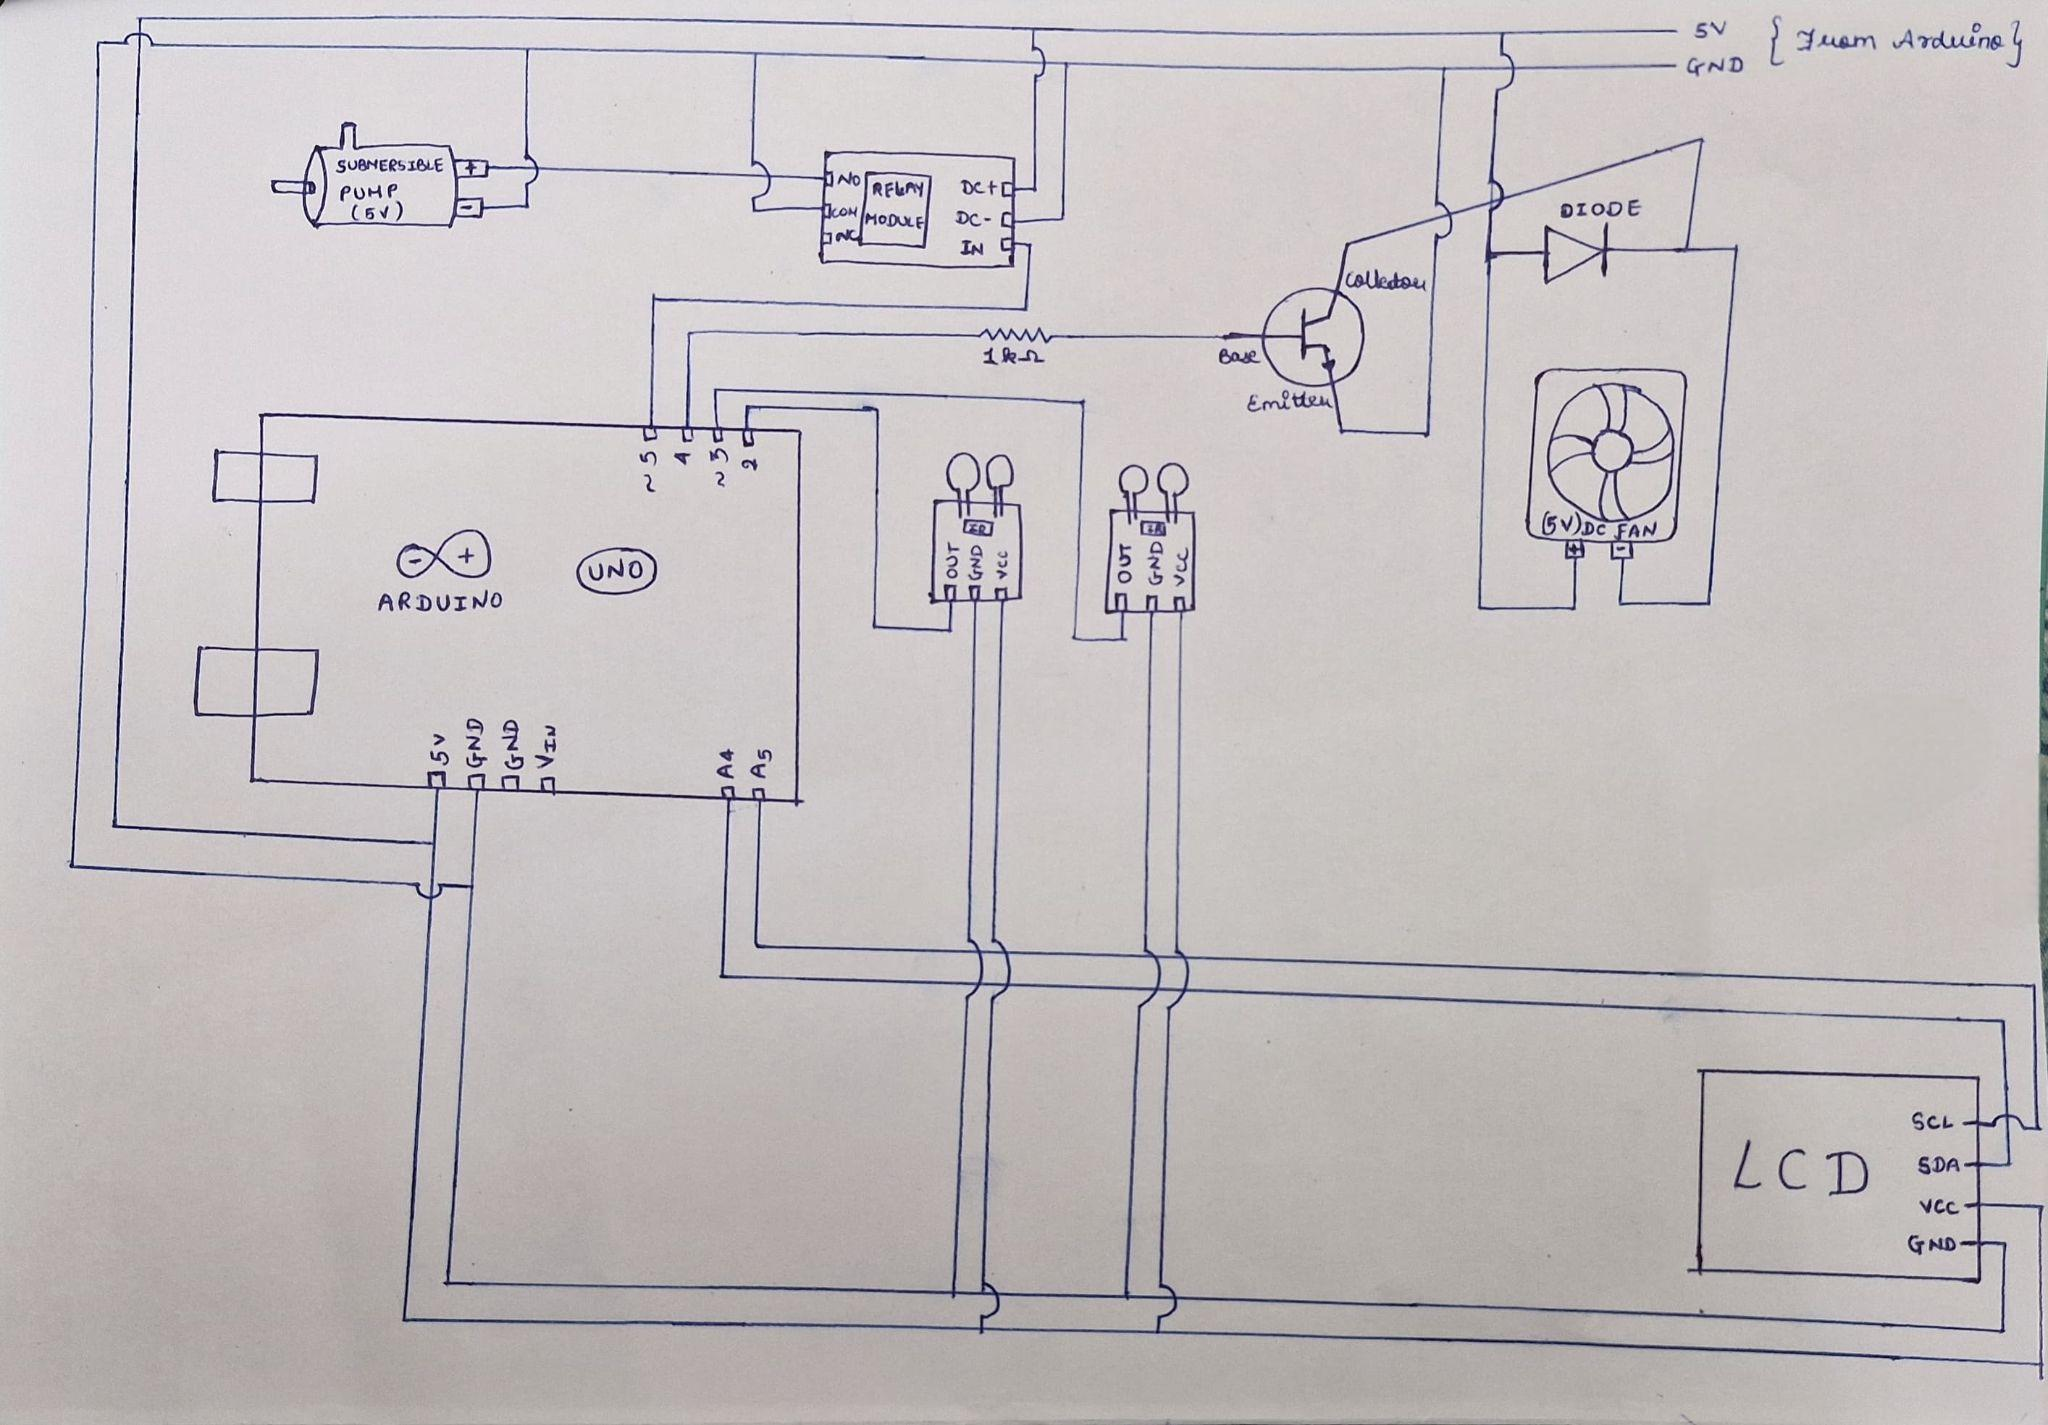 5V
GND
{From Arduino}
SUBMERSIBLE
PUMP
(5V)
+
-
NO
COM
NC
RELAY
MODULE
DC+
DC-
IN
DIODE
Collector
Base
Emitter
1kΩ
5
~
4
3
~
2
- +
ARDUINO
UNO
5V
GND
GND
VIN
A4
A5
IR
OUT
GND
VCC
IR
OUT
GND
VCC
(5V) DC FAN
+
-
LCD
SCL
SDA
VCC
GND